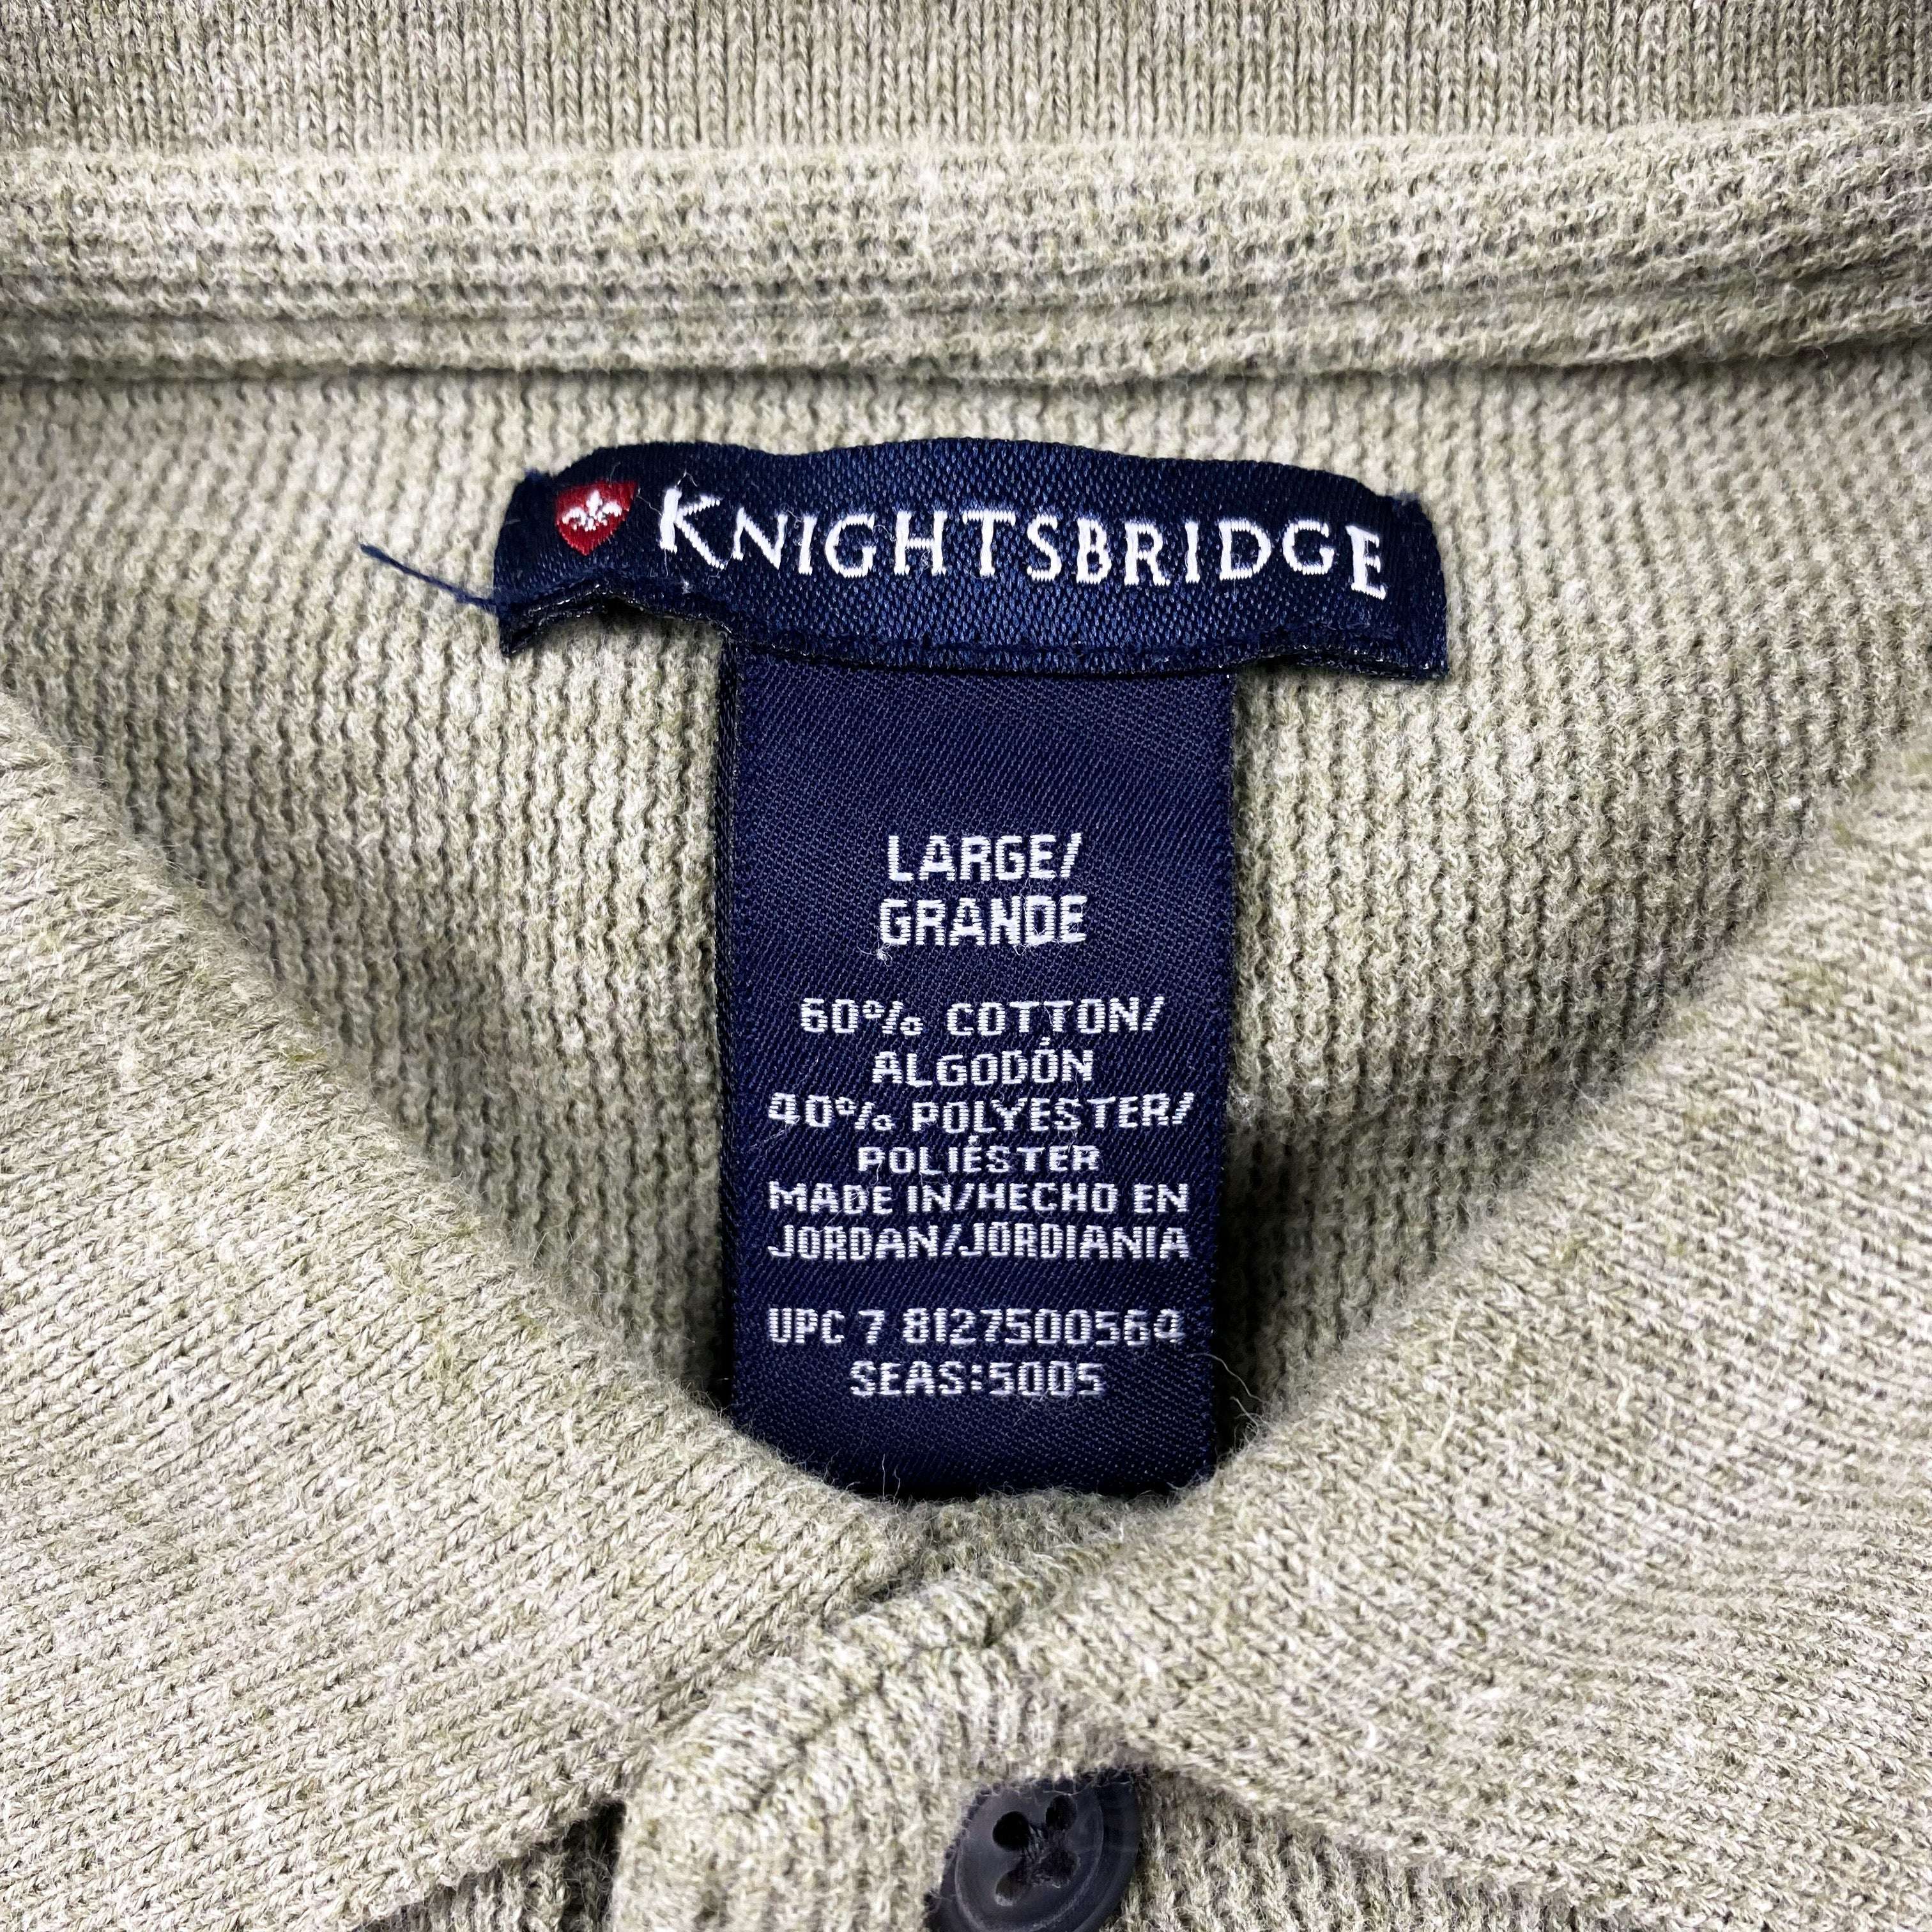 KNIGHTSBRIDGE
LARGE/
GRANDE
60% COTTON/
ALGODÓN
40% POLYESTER/
POLIÉSTER
MADE IN/HECHO EN
JORDAN/JORDIANIA
UPC 7 8127500564
SEAS:5005